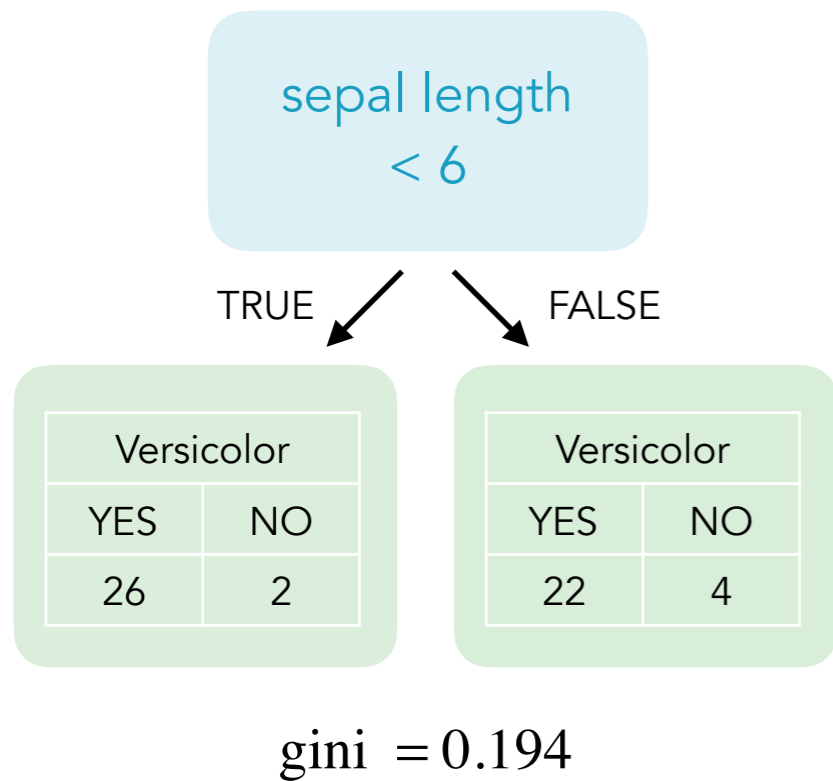 sepal length
< 6
TRUE FALSE
Versicolor Versicolor
YES NO YES NO
26 2 22 4
gini = 0.194